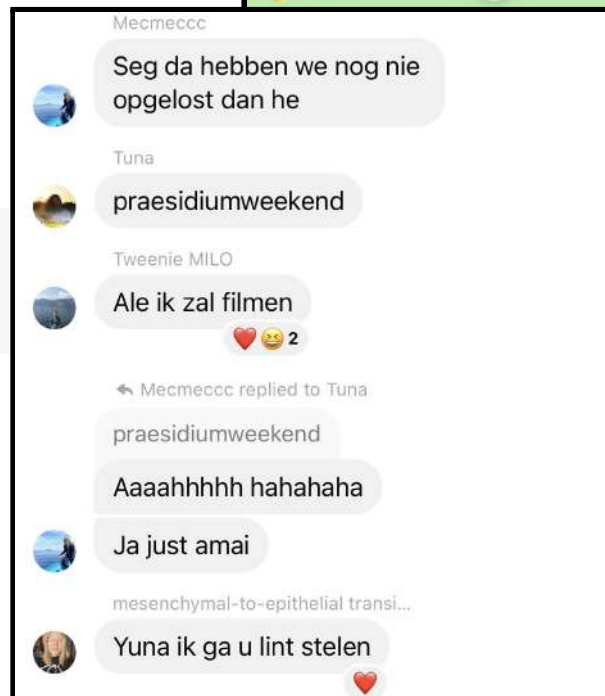 Mecmeccc
Seg da hebben we nog nie
opgelost dan he
Tuna
praesidiumweekend
Tweenie MILO
Ale ik zal filmen
❤️😆 2
Mecmeccc replied to Tuna
praesidiumweekend
Aaaahhhhh hahahaha
Ja just amai
mesenchymal-to-epithelial transi...
Yuna ik ga u lint stelen
❤️